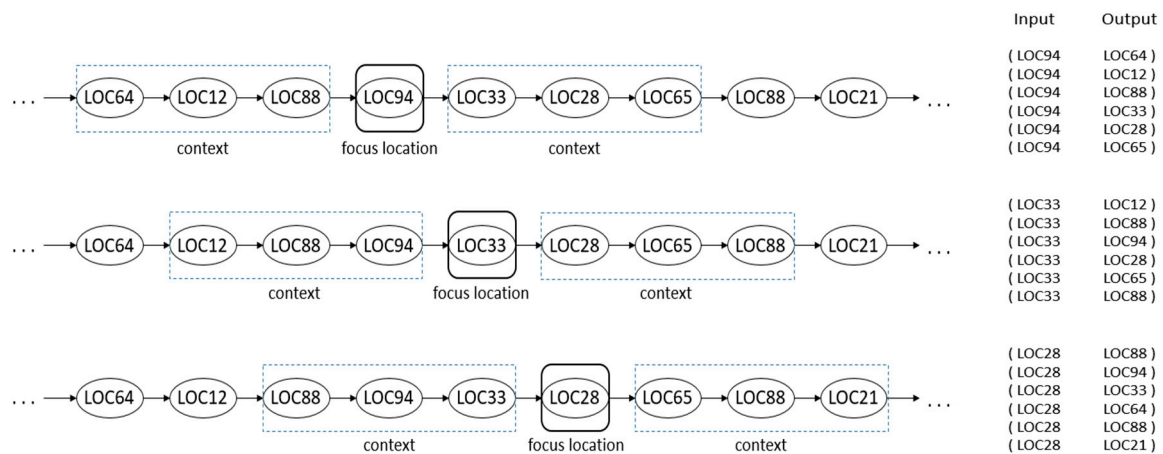 Input Output
... LOC64 LOC12 LOC88 LOC94 LOC33 LOC28 LOC65 LOC88 LOC21 ...
context focus location context
( LOC94 LOC64 )
( LOC94 LOC12 )
( LOC94 LOC88 )
( LOC94 LOC33 )
( LOC94 LOC28 )
( LOC94 LOC65 )
... LOC64 LOC12 LOC88 LOC94 LOC33 LOC28 LOC65 LOC88 LOC21 ...
context focus location context
( LOC33 LOC12 )
( LOC33 LOC88 )
( LOC33 LOC94 )
( LOC33 LOC28 )
( LOC33 LOC65 )
( LOC33 LOC88 )
... LOC64 LOC12 LOC88 LOC94 LOC33 LOC28 LOC65 LOC88 LOC21 ...
context focus location context
( LOC28 LOC88 )
( LOC28 LOC94 )
( LOC28 LOC33 )
( LOC28 LOC64 )
( LOC28 LOC88 )
( LOC28 LOC21 )